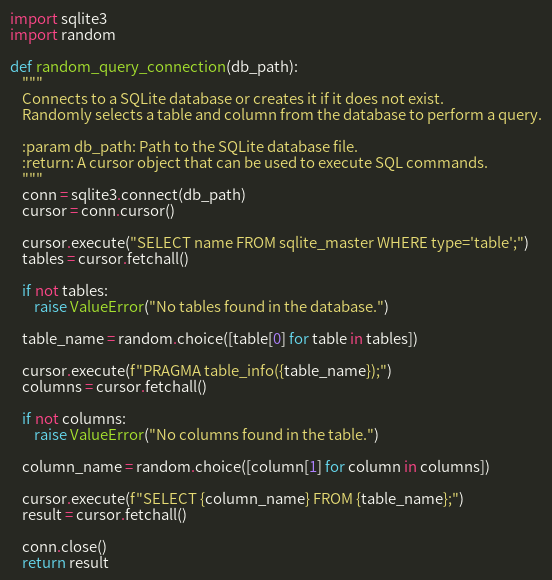 import sqlite3
import random

def random_query_connection(db_path):
    """
    Connects to a SQLite database or creates it if it does not exist.
    Randomly selects a table and column from the database to perform a query.

    :param db_path: Path to the SQLite database file.
    :return: A cursor object that can be used to execute SQL commands.
    """
    conn = sqlite3.connect(db_path)
    cursor = conn.cursor()

    cursor.execute("SELECT name FROM sqlite_master WHERE type='table';")
    tables = cursor.fetchall()

    if not tables:
        raise ValueError("No tables found in the database.")

    table_name = random.choice([table[0] for table in tables])

    cursor.execute(f"PRAGMA table_info({table_name});")
    columns = cursor.fetchall()

    if not columns:
        raise ValueError("No columns found in the table.")

    column_name = random.choice([column[1] for column in columns])

    cursor.execute(f"SELECT {column_name} FROM {table_name};")
    result = cursor.fetchall()

    conn.close()
    return result